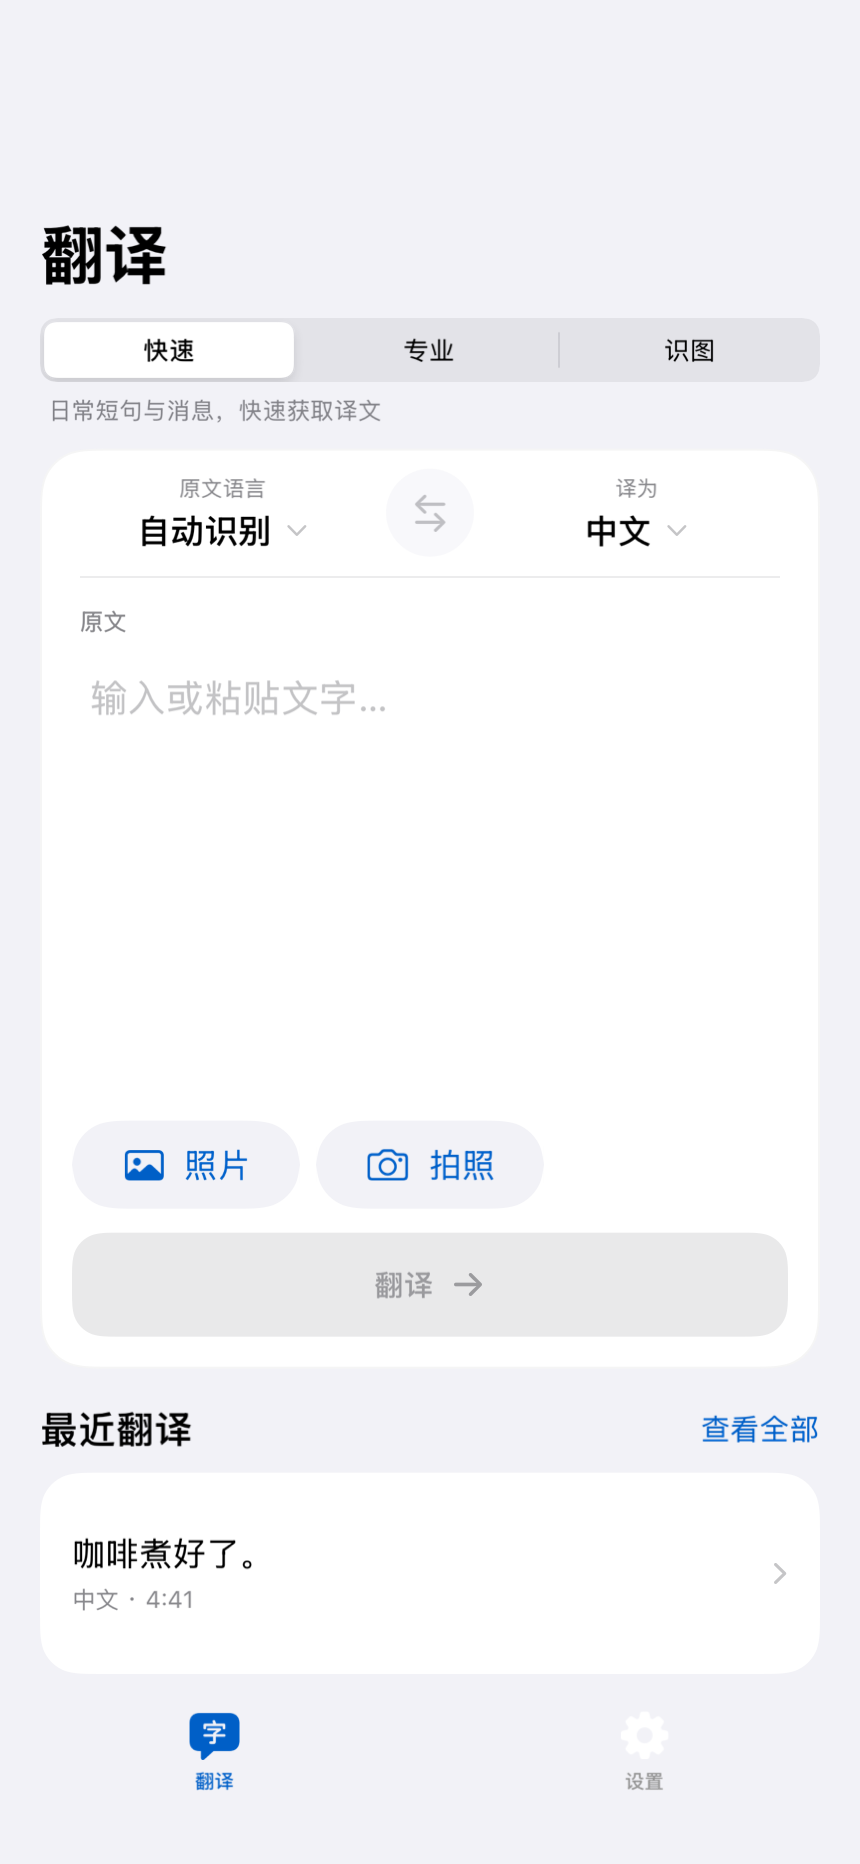 翻译
快速
专业
识图
日常短句与消息，快速获取译文
原文语言
译为
自动识别
中文
原文
输入或粘贴文字...
照片
拍照
翻译 →
最近翻译
查看全部
咖啡煮好了。
中文 · 4:41
字
翻译
设置